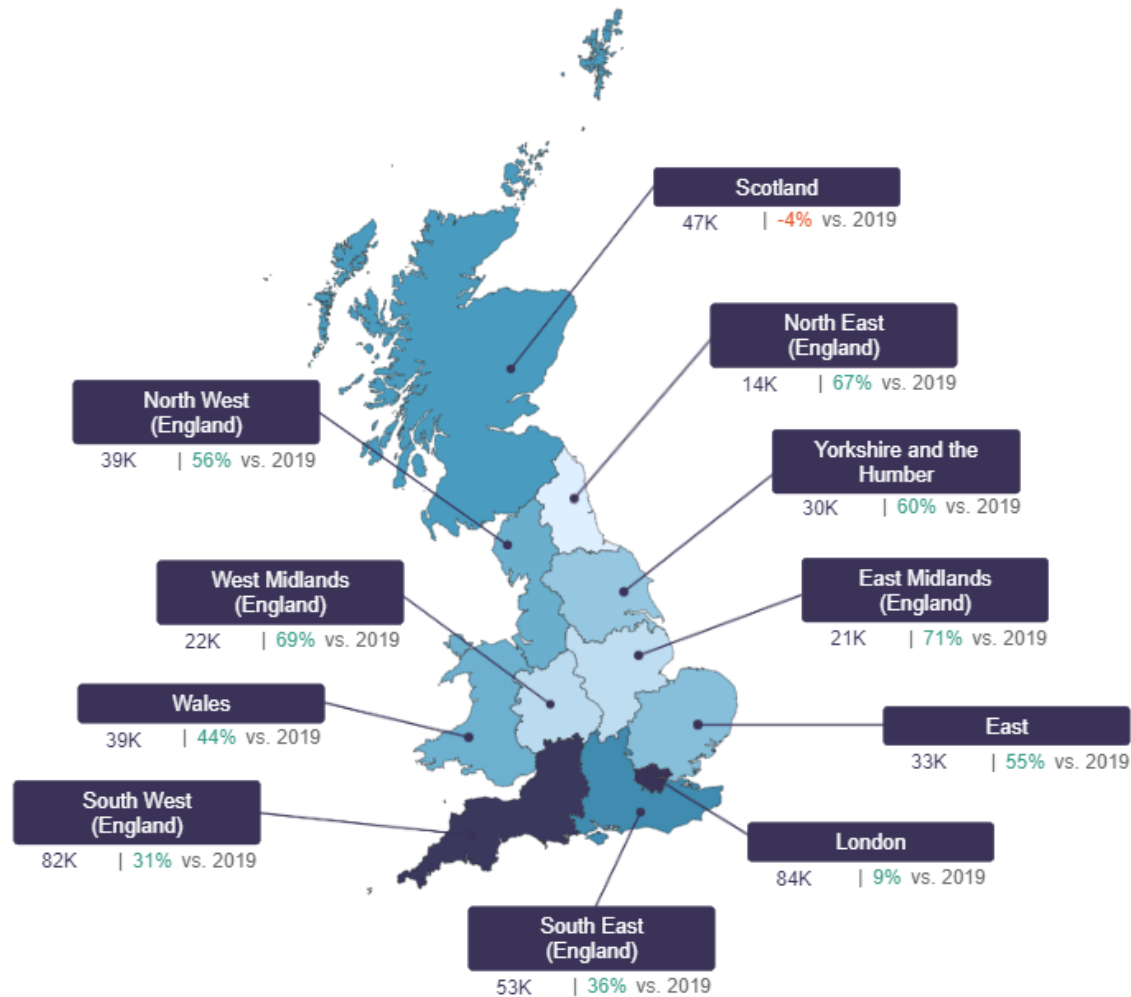 Scotland
47K | -4% vs. 2019
North East
(England)
14K | 67% vs. 2019
North West
(England)
39K | 56% vs. 2019
Yorkshire and the
Humber
30K | 60% vs. 2019
West Midlands
(England)
22K | 69% vs. 2019
East Midlands
(England)
21K | 71% vs. 2019
Wales
39K | 44% vs. 2019
East
33K | 55% vs. 2019
South West
(England)
82K | 31% vs. 2019
London
84K | 9% vs. 2019
South East
(England)
53K | 36% vs. 2019